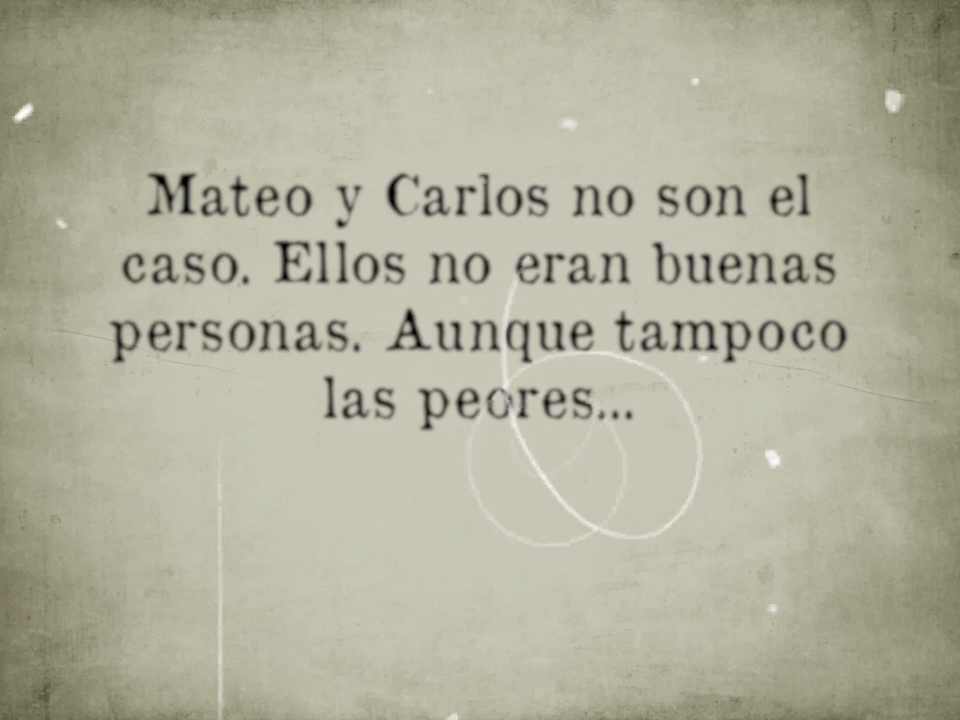 Mateo y Carlos no son el
caso. Ellos no eran buenas
personas. Aunque tampoco
las peores...